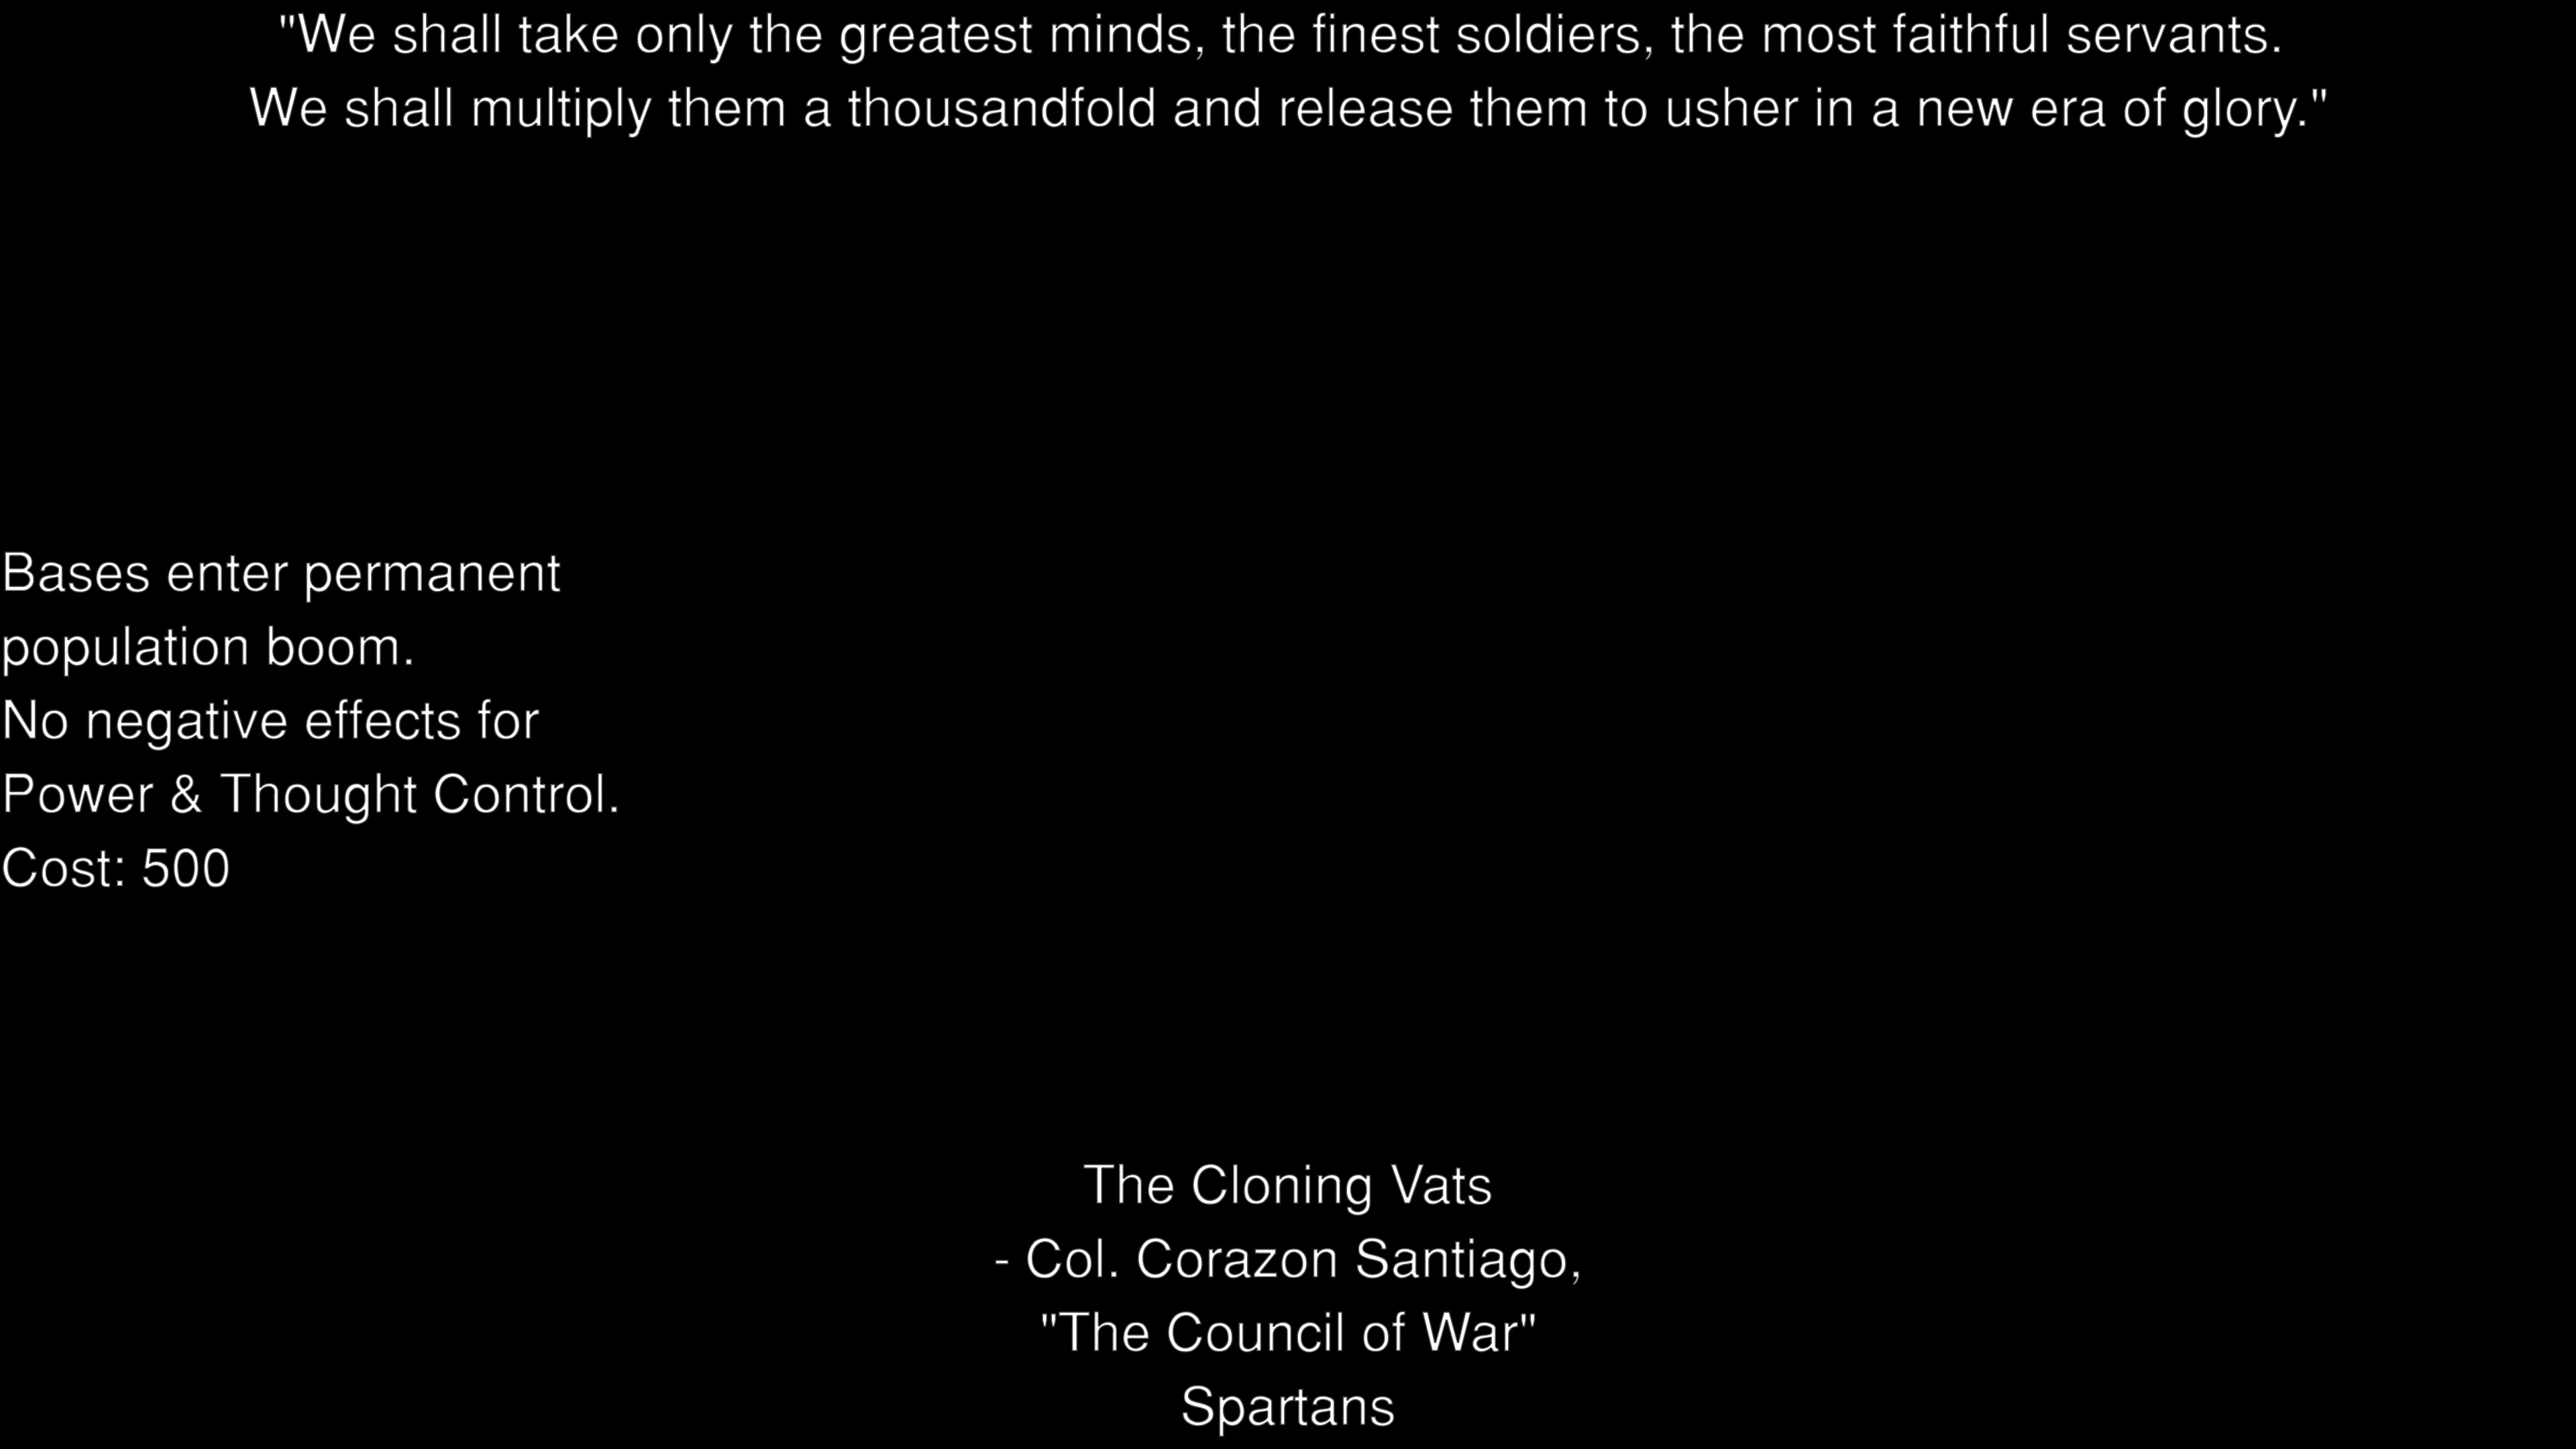 "We shall take only the greatest minds, the finest soldiers, the most faithful servants.
We shall multiply them a thousandfold and release them to usher in a new era of glory."
Bases enter permanent
population boom.
No negative effects for
Power & Thought Control.
Cost: 500
The Cloning Vats
- Col. Corazon Santiago,
"The Council of War"
Spartans